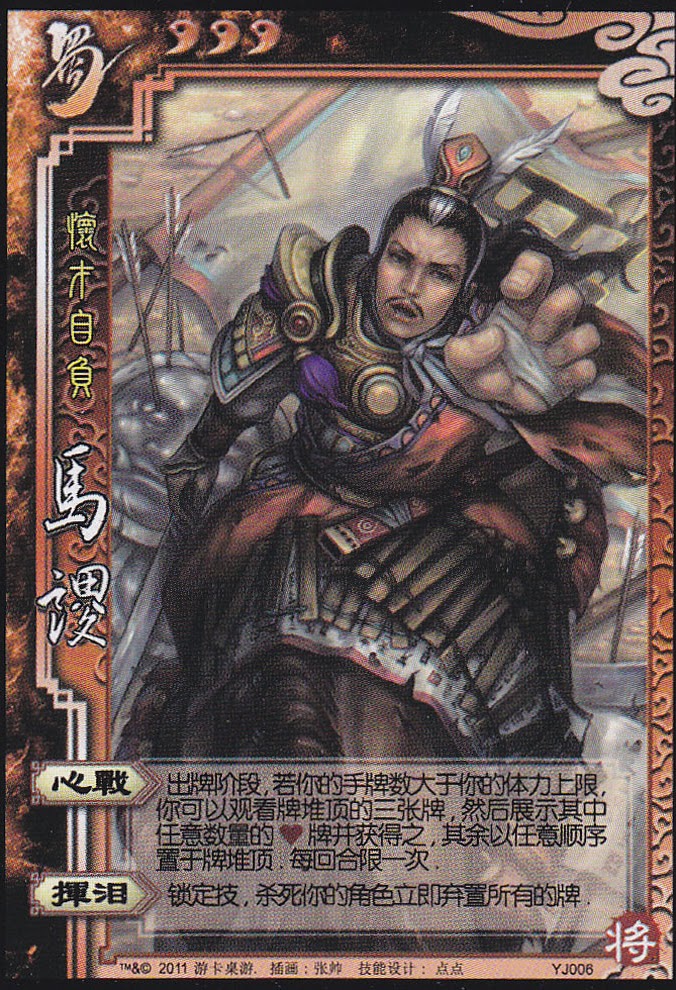 蜀
懷才自負
馬謖
心戰
出牌阶段,若你的手牌数大于你的体力上限,
你可以观看牌堆顶的三张牌,然后展示其中
任意数量的♥牌并获得之,其余以任意顺序
置于牌堆顶.每回合限一次.
揮泪
锁定技,杀死你的角色立即弃置所有的牌.
将
™&© 2011 游卡桌游. 插画:张帅 技能设计:点点 YJ006